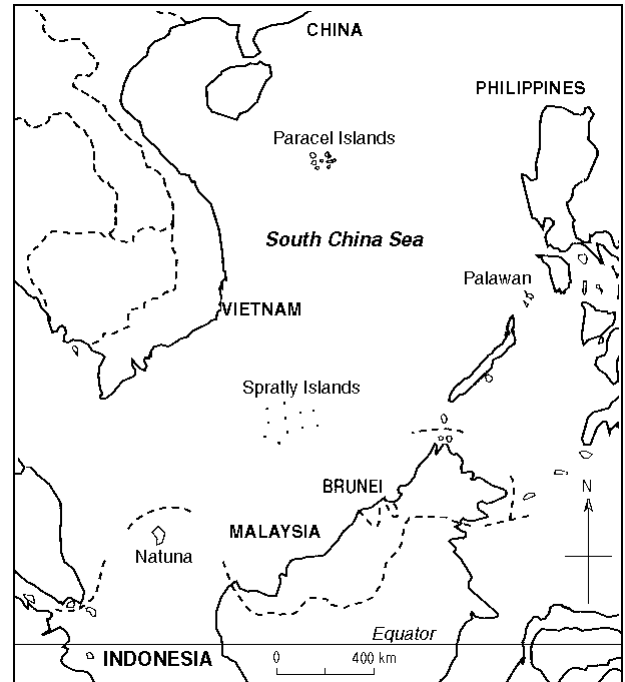 CHINA
PHILIPPINES
Paracel Islands
South China Sea
Palawan
VIETNAM
Spratly Islands
BRUNEI
N
MALAYSIA
Natuna
Equator
INDONESIA
0 400 km